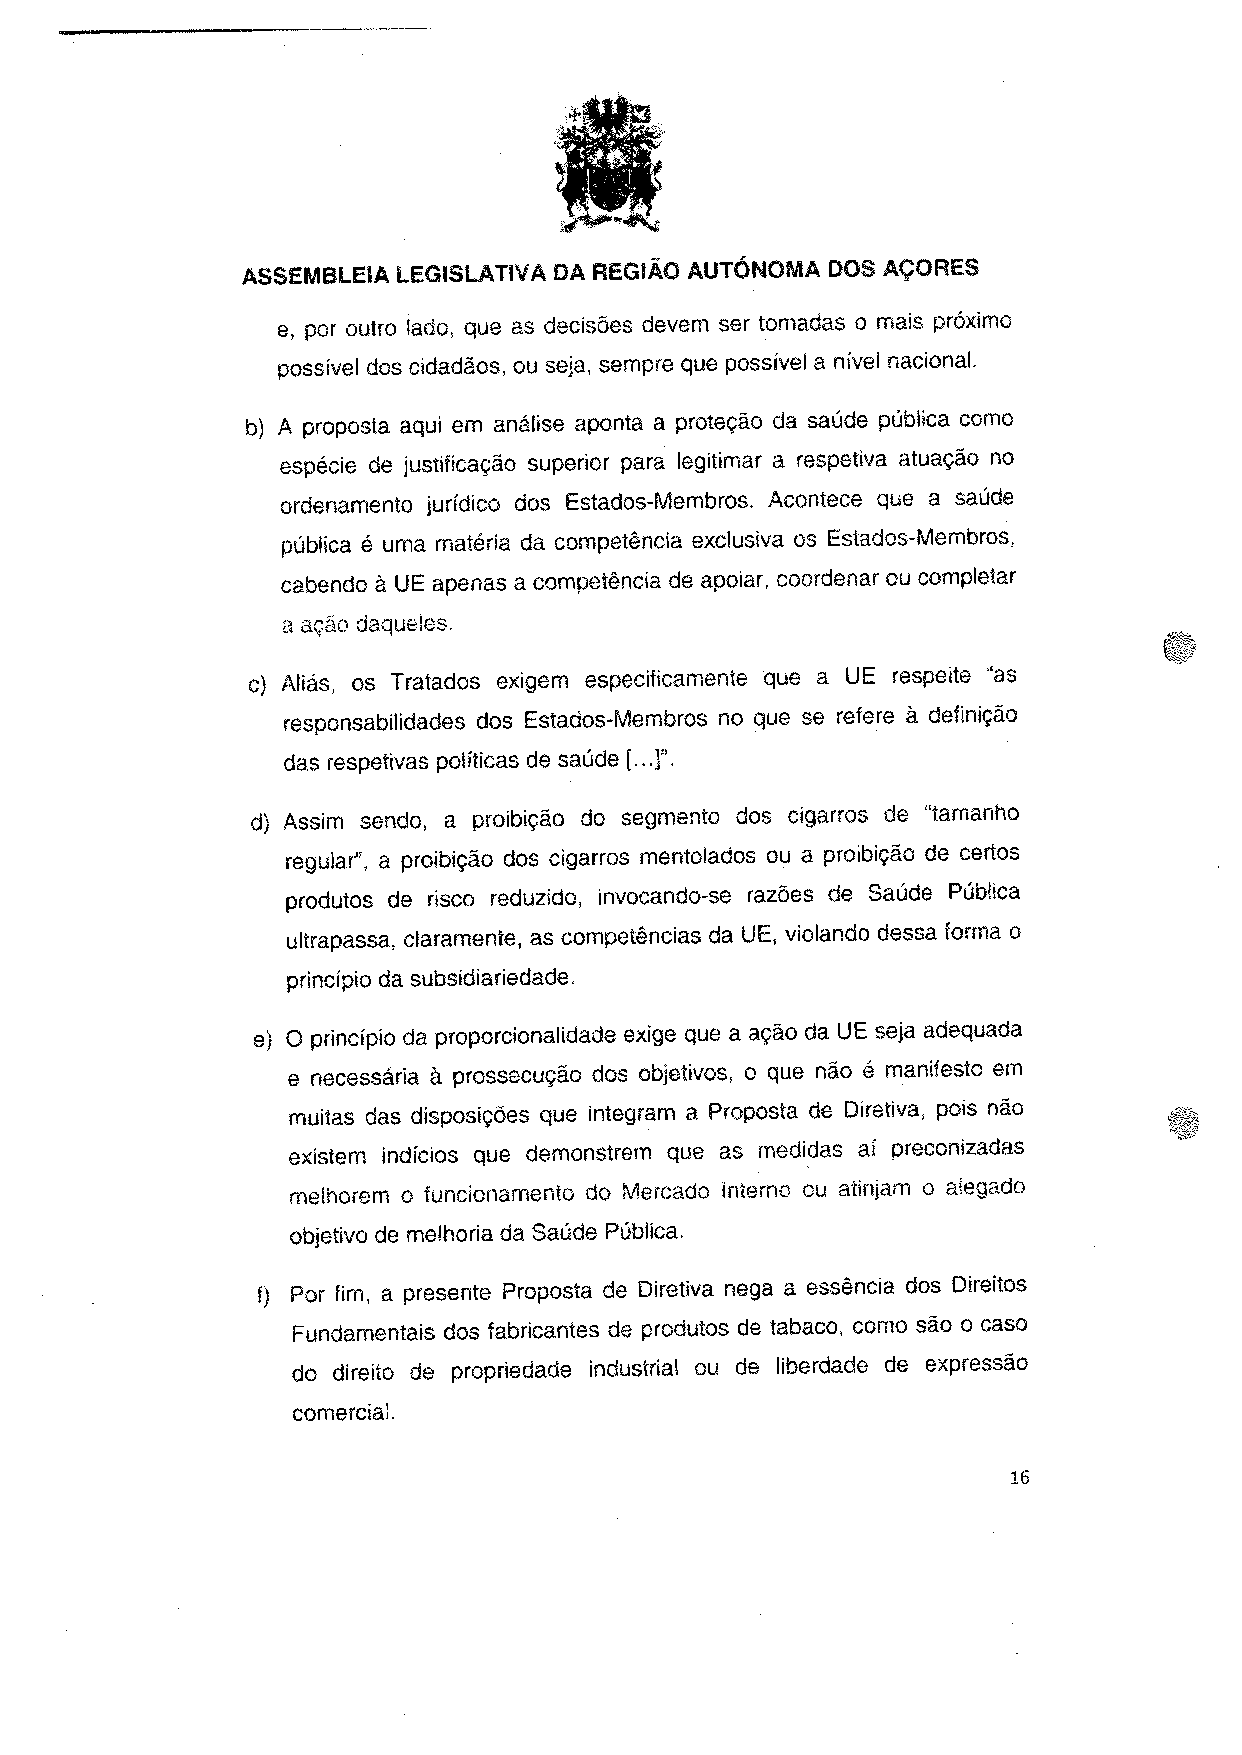 ASSEMBLEIA LEGISLATIVA DA REGIÃO AUTÓNOMA DOS AÇORES
e, por outro lado, que as decisões devem ser tomadas o mais próximo
possível dos cidadãos, ou seja, sempre que possível a nível nacional.
b) A proposta aqui em análise aponta a proteção da saúde pública como
espécie de justificação superior para legitimar a respetiva atuação no
ordenamento jurídico dos Estados-Membros. Acontece que a saúde
pública é uma matéria da competência exclusiva os Estados-Membros,
cabendo à UE apenas a competência de apoiar, coordenar ou completar
a ação daqueles.
c) Aliás, os Tratados exigem especificamente que a UE respeite "as
responsabilidades dos Estados-Membros no que se refere à definição
das respetivas políticas de saúde [...]".
d) Assim sendo, a proibição do segmento dos cigarros de "tamanho
regular", a proibição dos cigarros mentolados ou a proibição de certos
produtos de risco reduzido, invocando-se razões de Saúde Pública
ultrapassa, claramente, as competências da UE, violando dessa forma o
princípio da subsidiariedade.
e) O princípio da proporcionalidade exige que a ação da UE seja adequada
e necessária à prossecução dos objetivos, o que não é manifesto em
muitas das disposições que integram a Proposta de Diretiva, pois não
existem indícios que demonstrem que as medidas aí preconizadas
melhorem o funcionamento do Mercado Interno ou atinjam o alegado
objetivo de melhoria da Saúde Pública.
f) Por fim, a presente Proposta de Diretiva nega a essência dos Direitos
Fundamentais dos fabricantes de produtos de tabaco, como são o caso
do direito de propriedade industrial ou de liberdade de expressão
comercial.
16